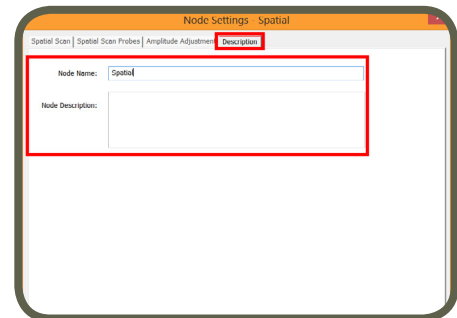 Node Settings - Spatial
Spatial Scan Spatial Scan Probes Amplitude Adjustment Description
Node Name: Spatial
Node Description: